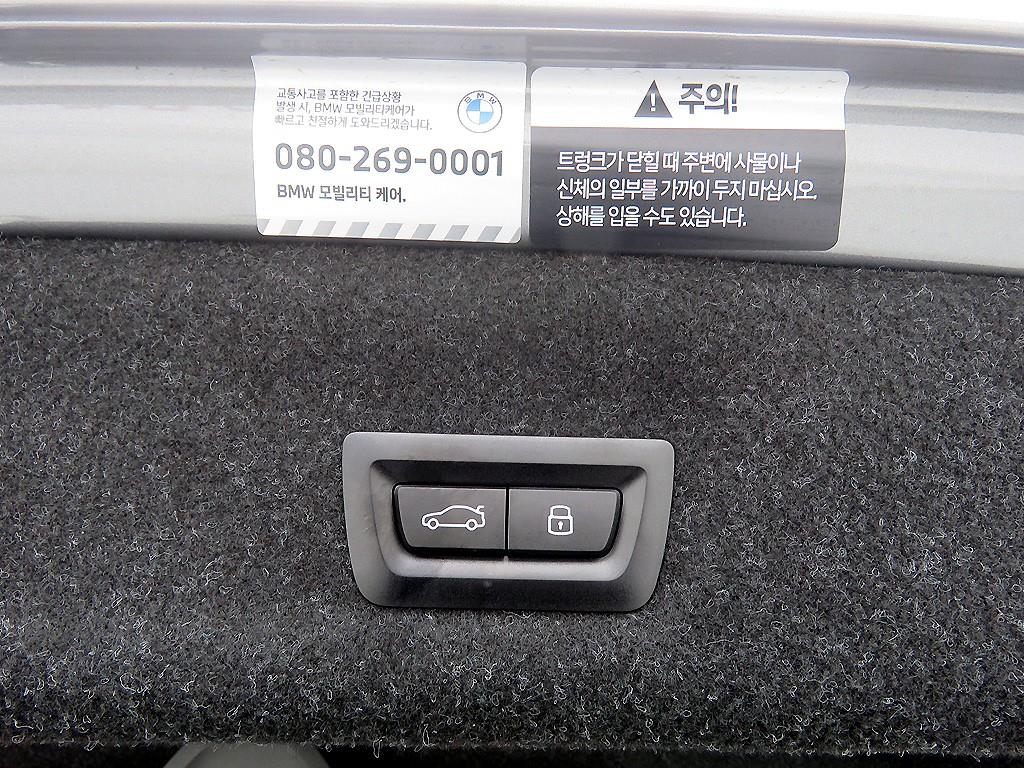 교통사고를 포함한 긴급상황
발생 시, BMW 모빌리티케어가
빠르고 친절하게 도와드리겠습니다.
BMW
080-269-0001
BMW 모빌리티 케어.
주의!
트렁크가 닫힐 때 주변에 사물이나
신체의 일부를 가까이 두지 마십시오.
상해를 입을 수도 있습니다.